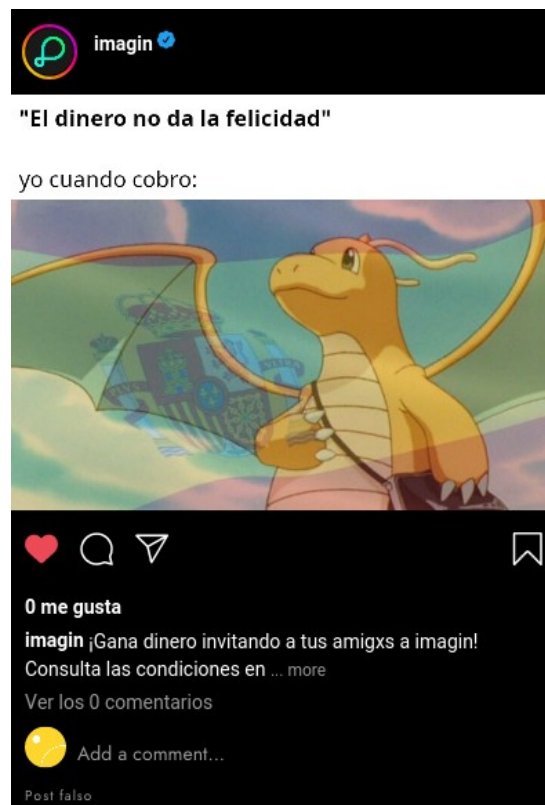 imagin
"El dinero no da la felicidad"
yo cuando cobro:
0 me gusta
imagin ¡Gana dinero invitando a tus amigxs a imagin!
Consulta las condiciones en ... more
Ver los 0 comentarios
Add a comment...
Post falso